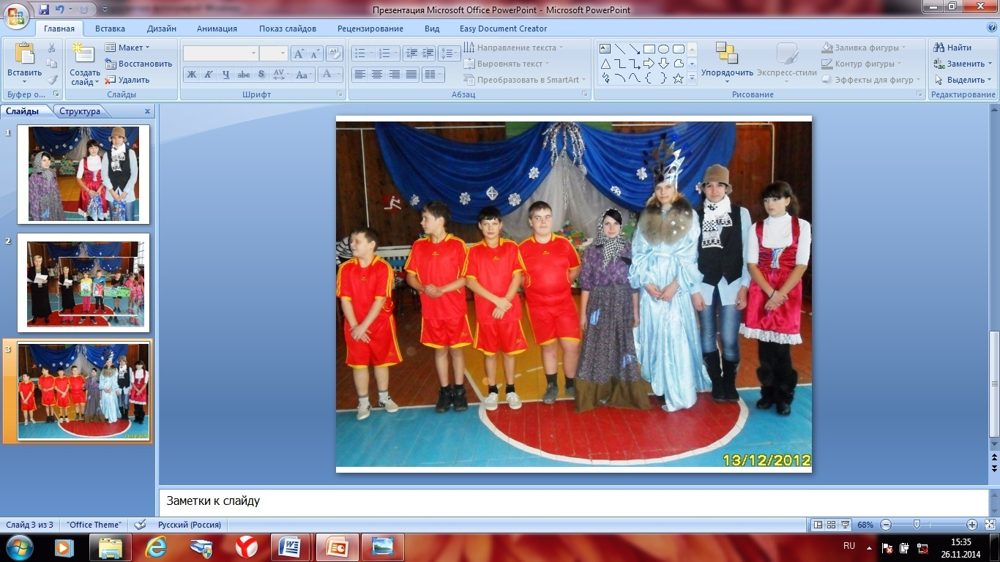 Презентация Microsoft Office PowerPoint - Microsoft PowerPoint
Главная Вставка Дизайн Анимация Показ слайдов Рецензирование Вид Easy Document Creator
Вставить
Буфер о...
Создать слайд
Макет
Восстановить
Удалить
Слайды
Ж К Ч abc S AV Aa A
Шрифт
Направление текста
Выровнять текст
Преобразовать в SmartArt
Абзац
Упорядочить
Экспресс-стили
Заливка фигуры
Контур фигуры
Эффекты для фигур
Рисование
Найти
Заменить
Выделить
Редактирование
Слайды Структура x
1
2
3
13/12/2012
Заметки к слайду
Слайд 3 из 3 "Office Theme" Русский (Россия) 68%
RU
15:35
26.11.2014